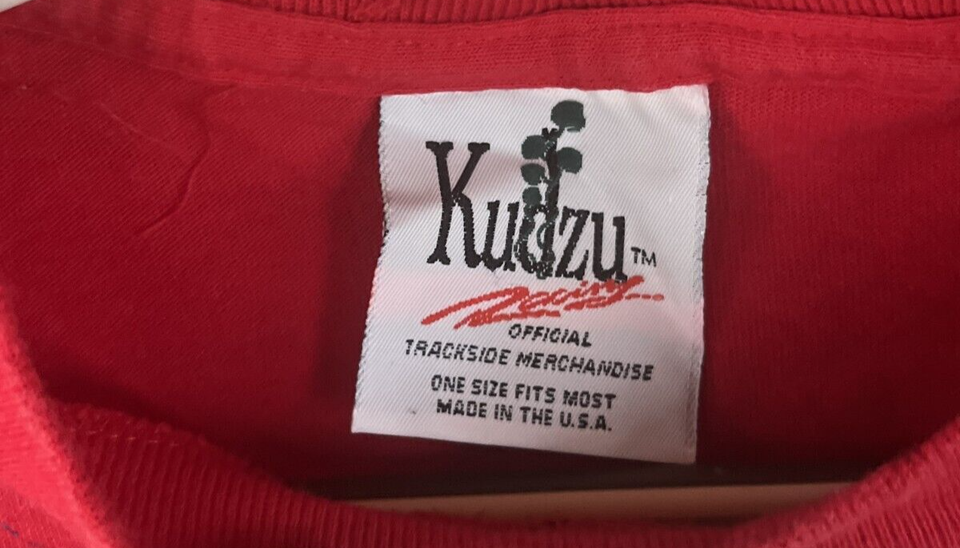 Kudzu™
Racing
OFFICIAL
TRACKSIDE MERCHANDISE
ONE SIZE FITS MOST
MADE IN THE U.S.A.